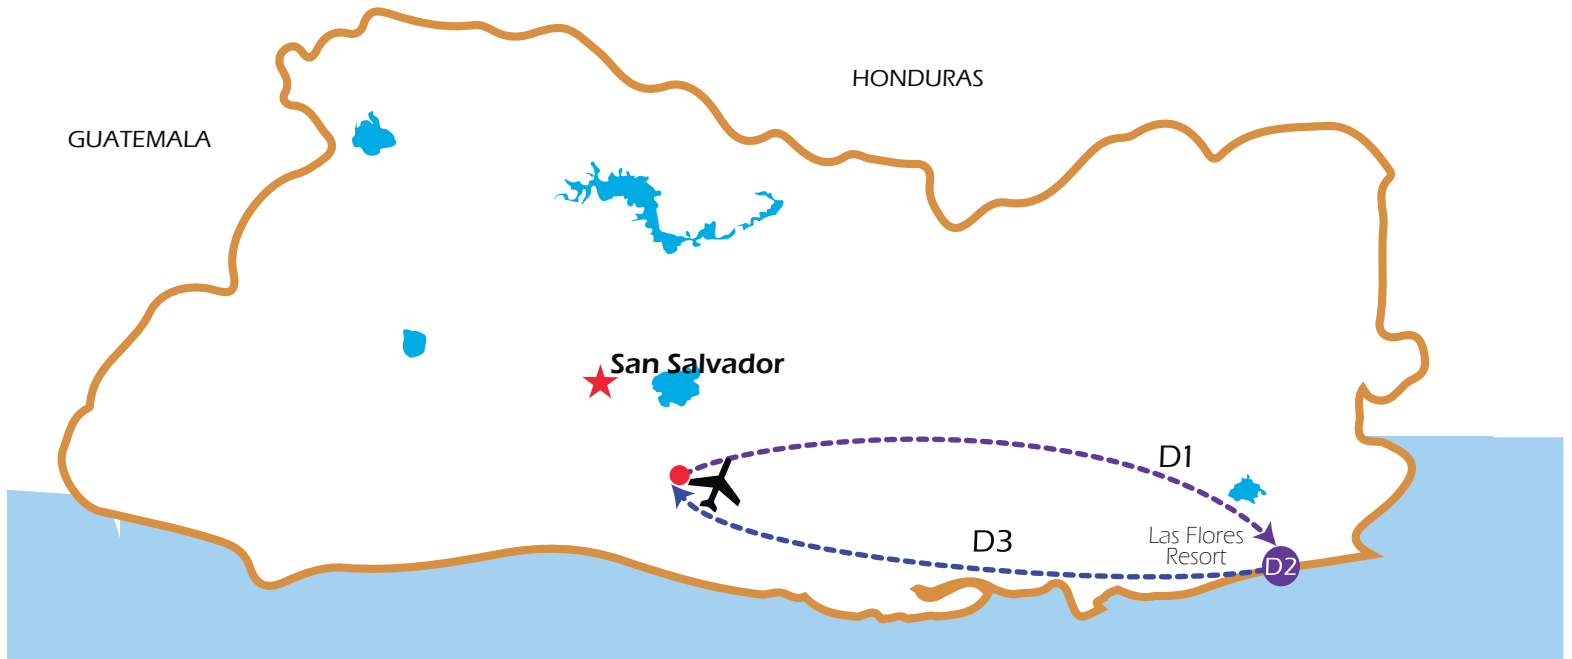 HONDURAS
GUATEMALA
San Salvador
D1
D3
Las Flores
Resort
D2